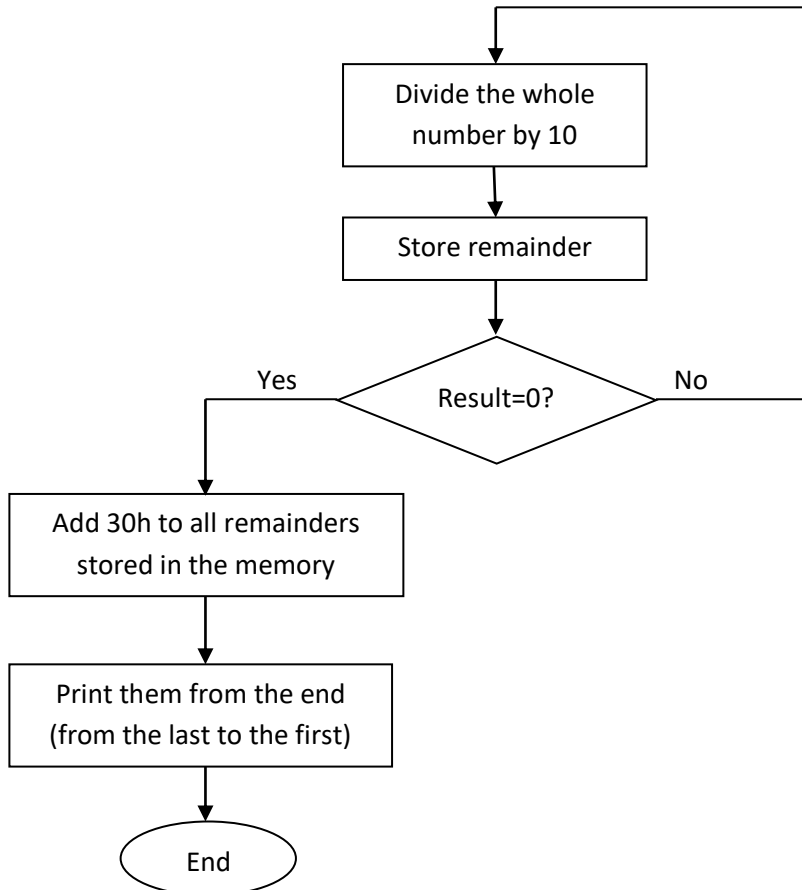 Divide the whole
number by 10
Store remainder
Yes
Result=0?
No
Add 30h to all remainders
stored in the memory
Print them from the end
(from the last to the first)
End